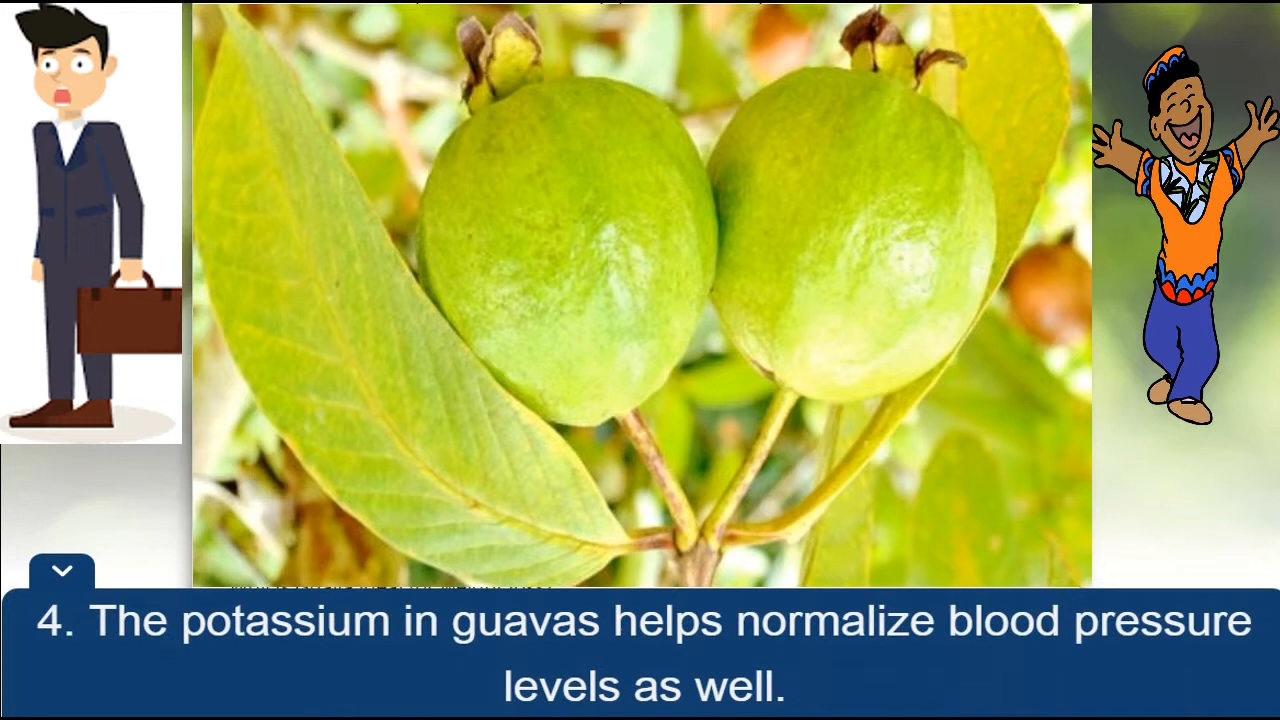 4. The potassium in guavas helps normalize blood pressure
levels as well.